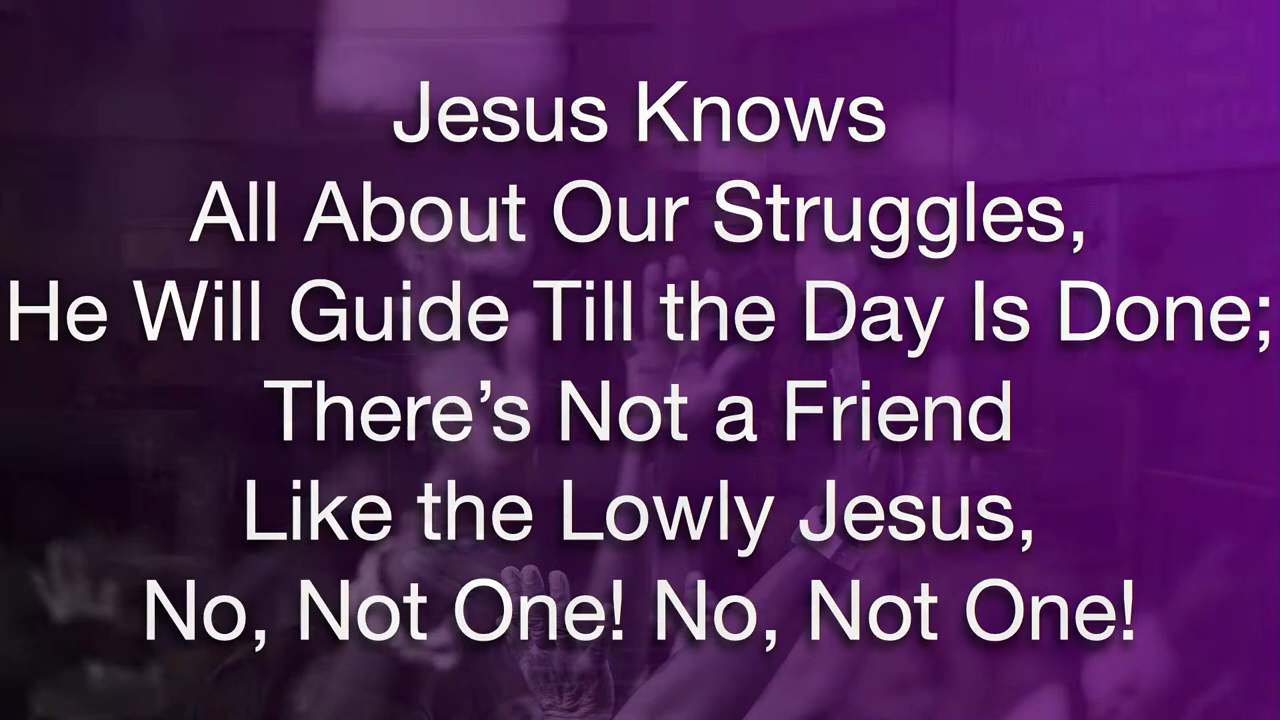 Jesus Knows
All About Our Struggles,
He Will Guide Till the Day Is Done;
There’s Not a Friend
Like the Lowly Jesus,
No, Not One! No, Not One!